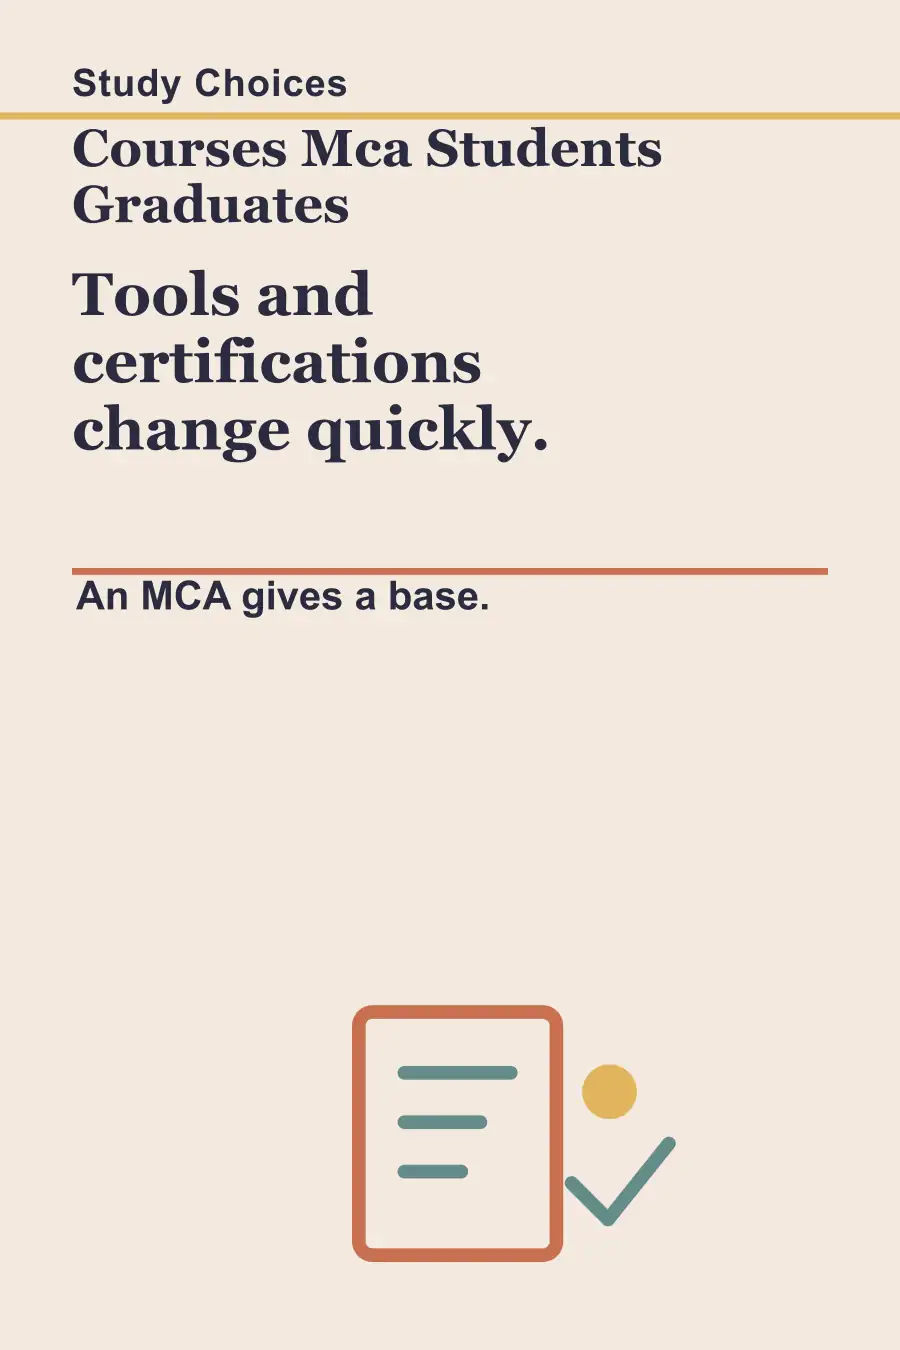 Study Choices
Courses Mca Students
Graduates
Tools and
certifications
change quickly.
An MCA gives a base.